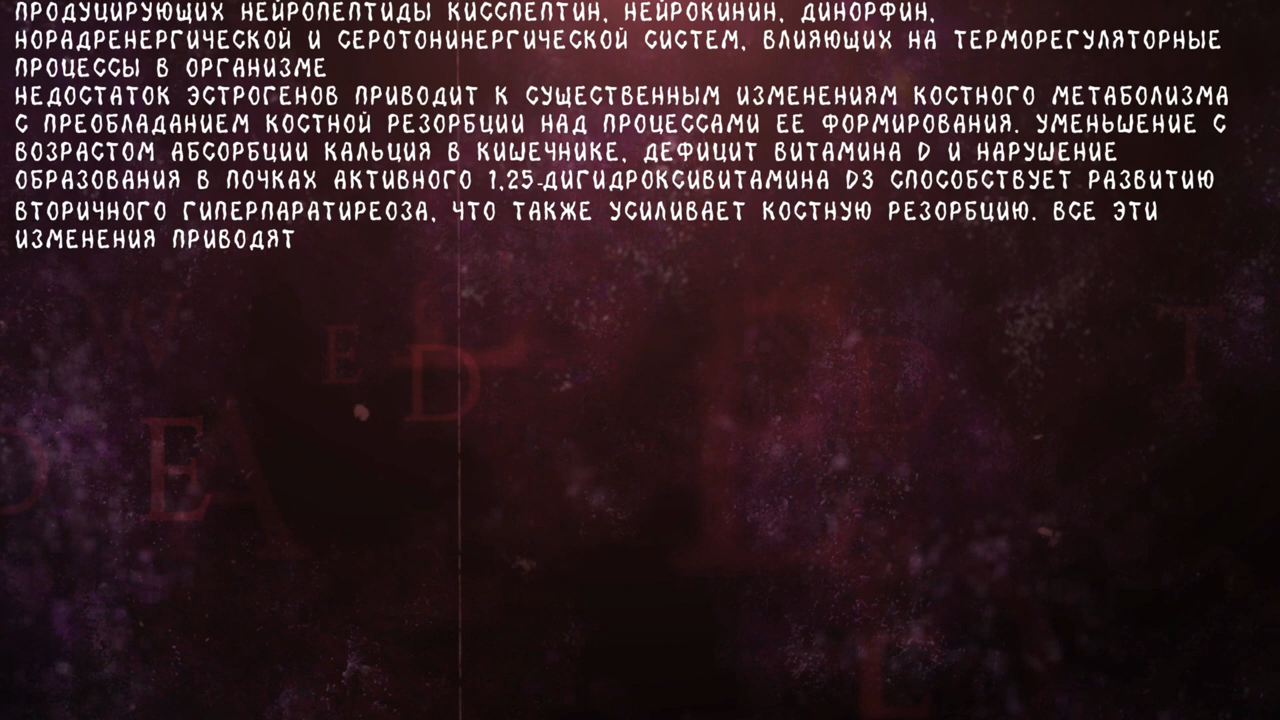 ПРОДУЦИРУЮЩИХ НЕЙРОПЕПТИДЫ КИССПЕПТИН, НЕЙРОКИНИН, ДИНОРФИН,
НОРАДРЕНЕРГИЧЕСКОЙ И СЕРОТОНИНЕРГИЧЕСКОЙ СИСТЕМ, ВЛИЯЮЩИХ НА ТЕРМОРЕГУЛЯТОРНЫЕ
ПРОЦЕССЫ В ОРГАНИЗМЕ
НЕДОСТАТОК ЭСТРОГЕНОВ ПРИВОДИТ К СУЩЕСТВЕННЫМ ИЗМЕНЕНИЯМ КОСТНОГО МЕТАБОЛИЗМА
С ПРЕОБЛАДАНИЕМ КОСТНОЙ РЕЗОРБЦИИ НАД ПРОЦЕССАМИ ЕЕ ФОРМИРОВАНИЯ. УМЕНЬШЕНИЕ С
ВОЗРАСТОМ АБСОРБЦИИ КАЛЬЦИЯ В КИШЕЧНИКЕ, ДЕФИЦИТ ВИТАМИНА D И НАРУШЕНИЕ
ОБРАЗОВАНИЯ В ПОЧКАХ АКТИВНОГО 1,25-ДИГИДРОКСИВИТАМИНА D3 СПОСОБСТВУЕТ РАЗВИТИЮ
ВТОРИЧНОГО ГИПЕРПАРАТИРЕОЗА, ЧТО ТАКЖЕ УСИЛИВАЕТ КОСТНУЮ РЕЗОРБЦИЮ. ВСЕ ЭТИ
ИЗМЕНЕНИЯ ПРИВОДЯТ